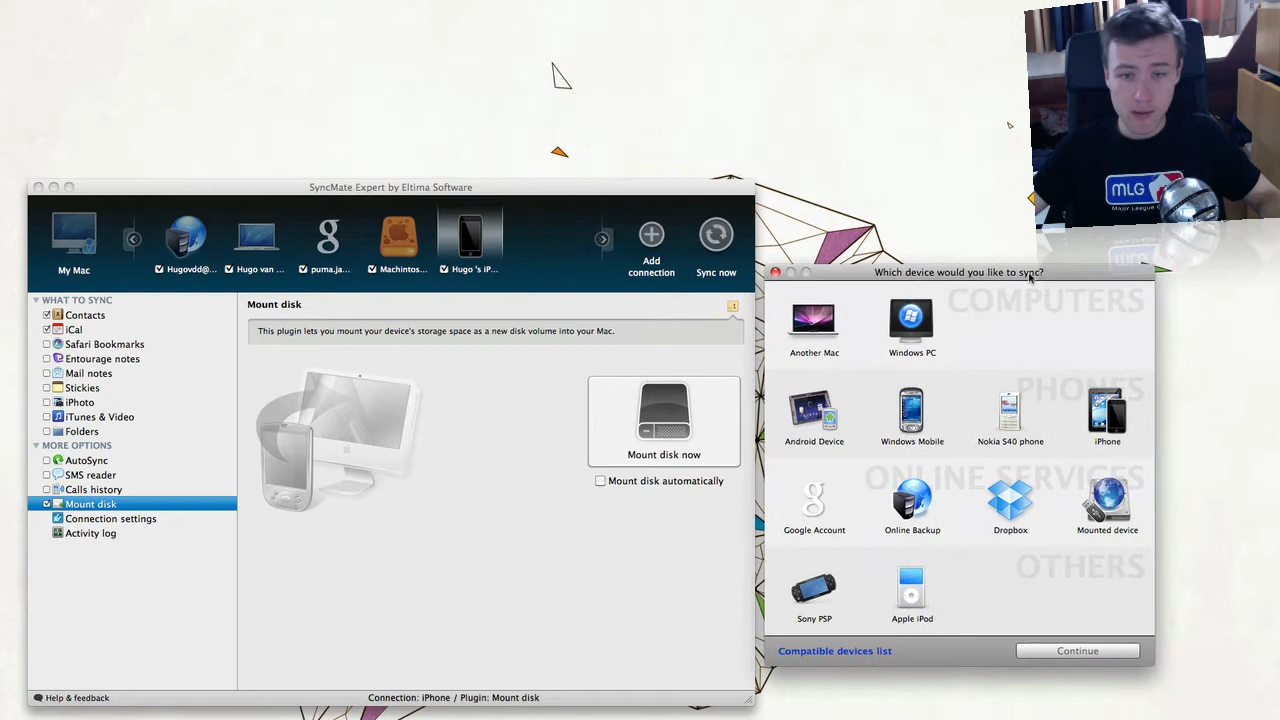 MLG
Major League G
SyncMate Expert by Eltima Software
My Mac
Hugovdd@...
Hugo van ...
puma.ja...
Machintos...
Hugo 's iP...
Add
connection
Sync now
WHAT TO SYNC
Contacts
iCal
Safari Bookmarks
Entourage notes
Mail notes
Stickies
iPhoto
iTunes & Video
Folders
MORE OPTIONS
AutoSync
SMS reader
Calls history
Mount disk
Connection settings
Activity log
Mount disk
This plugin lets you mount your device's storage space as a new disk volume into your Mac.
Mount disk now
Mount disk automatically
Help & feedback
Connection: iPhone / Plugin: Mount disk
Which device would you like to sync?
COMPUTERS
Another Mac
Windows PC
PHONES
Android Device
Windows Mobile
Nokia S40 phone
iPhone
ONLINE SERVICES
Google Account
Online Backup
Dropbox
Mounted device
OTHERS
Sony PSP
Apple iPod
Compatible devices list
Continue